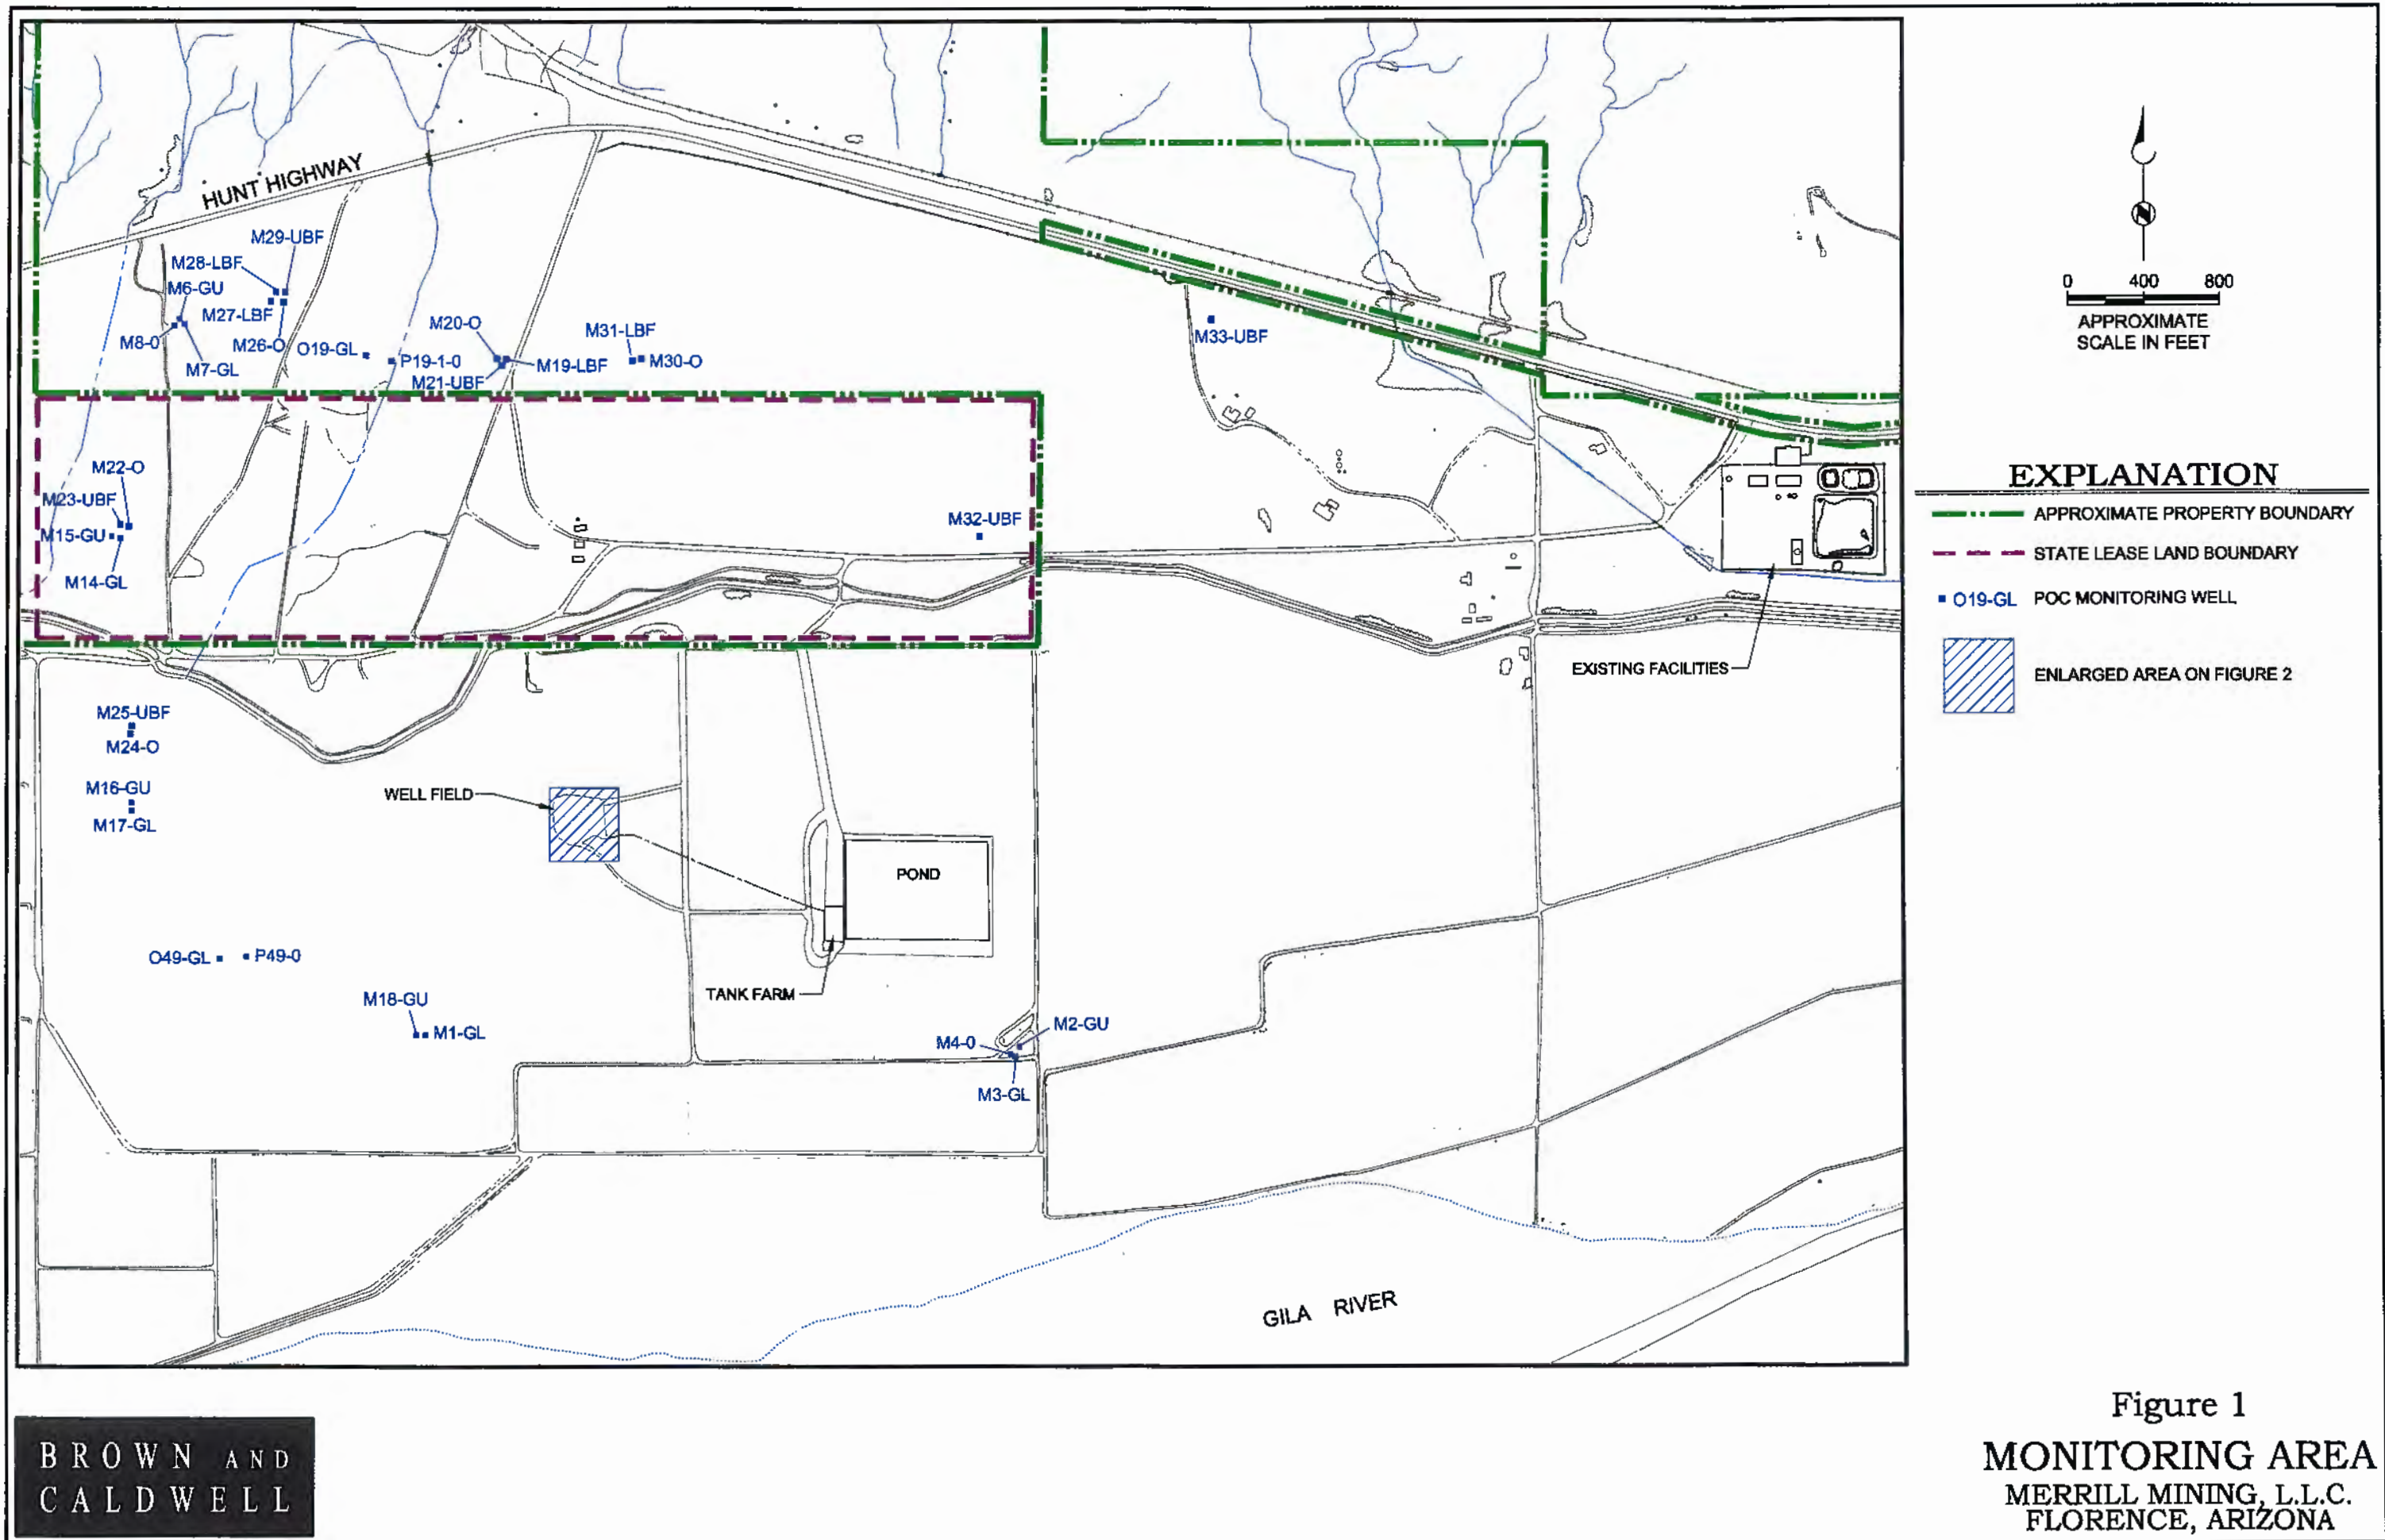 HUNT HIGHWAY
M29-UBF
M28-LBF
M6-GU
M27-LBF
M8-0
M26-O
M7-GL
O19-GL
P19-1-0
M20-O
M19-LBF
M21-UBF
M31-LBF
M30-O
M33-UBF
M22-O
M23-UBF
M15-GU
M14-GL
M32-UBF
EXISTING FACILITIES
M25-UBF
M24-O
M16-GU
M17-GL
WELL FIELD
POND
TANK FARM
O49-GL
P49-0
M18-GU
M1-GL
M4-0
M2-GU
M3-GL
GILA RIVER
N
0 400 800
APPROXIMATE
SCALE IN FEET
EXPLANATION
APPROXIMATE PROPERTY BOUNDARY
STATE LEASE LAND BOUNDARY
O19-GL POC MONITORING WELL
ENLARGED AREA ON FIGURE 2
BROWN AND
CALDWELL
Figure 1
MONITORING AREA
MERRILL MINING, L.L.C.
FLORENCE, ARIZONA